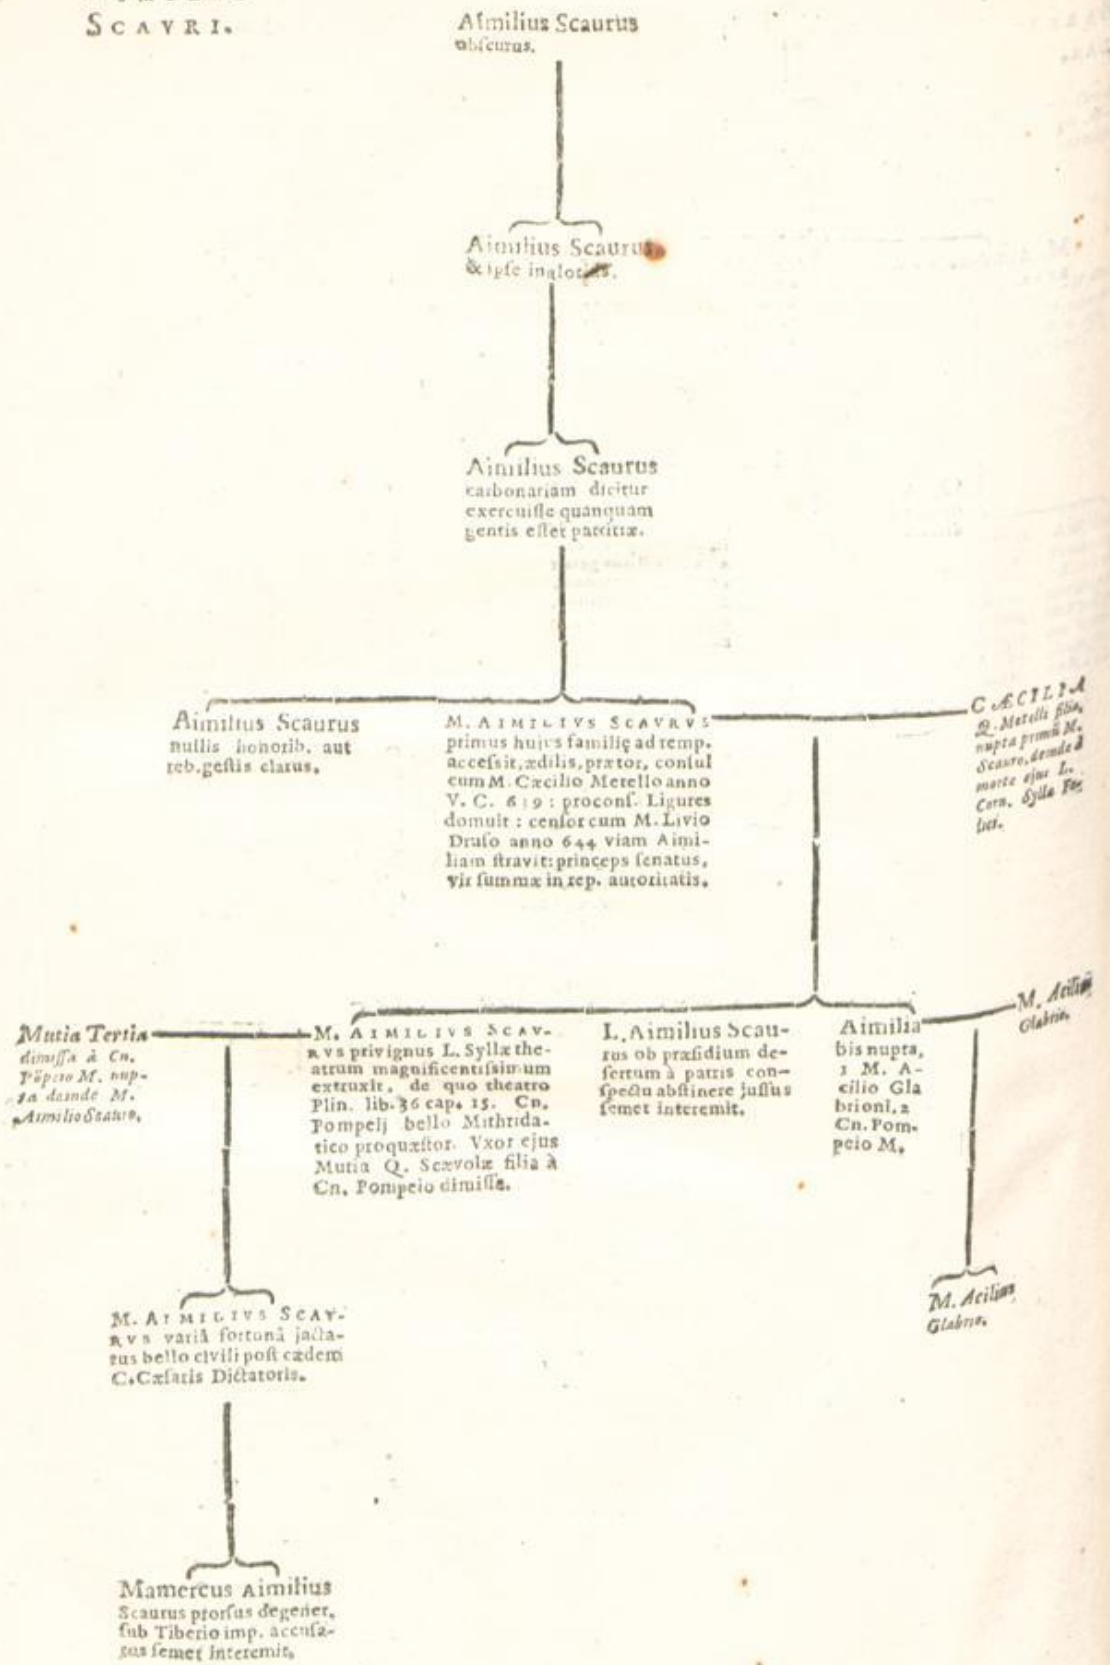 SCAVRI.
Aimilius Scaurus
obſcurus.
Aimilius Scaurus
& ipſe inglorius.
Aimilius Scaurus
carbonariam dicitur
exercuiſſe quanquam
gentis eſſet patritiæ.
Aimilius Scaurus
nullis honorib. aut
reb. geſtis clarus.
M. AIMILIVS SCAVRVS
primus hujus familię ad remp.
acceſsit, ædilis, prætor, conſul
cum M. Cæcilio Metello anno
V. C. 6 9: proconſ. Ligures
domuit: cenſor cum M. Livio
Druſo anno 644 viam Aimi-
liam ſtravit: princeps ſenatus,
vir ſummæ in rep. autoritatis.
CÆCILIA
Q. Metelli filia,
nupta primũ M.
Scauro, deinde à
morte ejus L.
Corn. Sylla Fe-
lici.
Mutia Tertia
dimiſſa à Cn.
Põpeio M. nup-
ta deinde M.
Aimilio Scauro.
M. AIMILIVS SCAV-
RVS privignus L. Syllæ the-
atrum magnificentiſsimum
extruxit, de quo theatro
Plin. lib. 36 cap. 15. Cn.
Pompeij bello Mithrida-
tico proquæſtor. Vxor ejus
Mutia Q. Scævolæ filia à
Cn. Pompeio dimiſſa.
L. Aimilius Scau-
rus ob præſidium de-
ſertum à patris con-
ſpectu abſtinere juſſus
ſemet interemit.
Aimilia
bis nupta,
1 M. A-
cilio Gla
brioni, 2
Cn. Pom-
peio M.
M. Acilius
Glabrio.
M. AIMILIVS SCAV-
RVS variâ fortunâ jacta-
tus bello civili poſt cædem
C. Cæſaris Dictatoris.
M. Acilius
Glabrio.
Mamercus Aimilius
Scaurus prorſus degener,
ſub Tiberio imp. accuſa-
tus ſemet interemit.